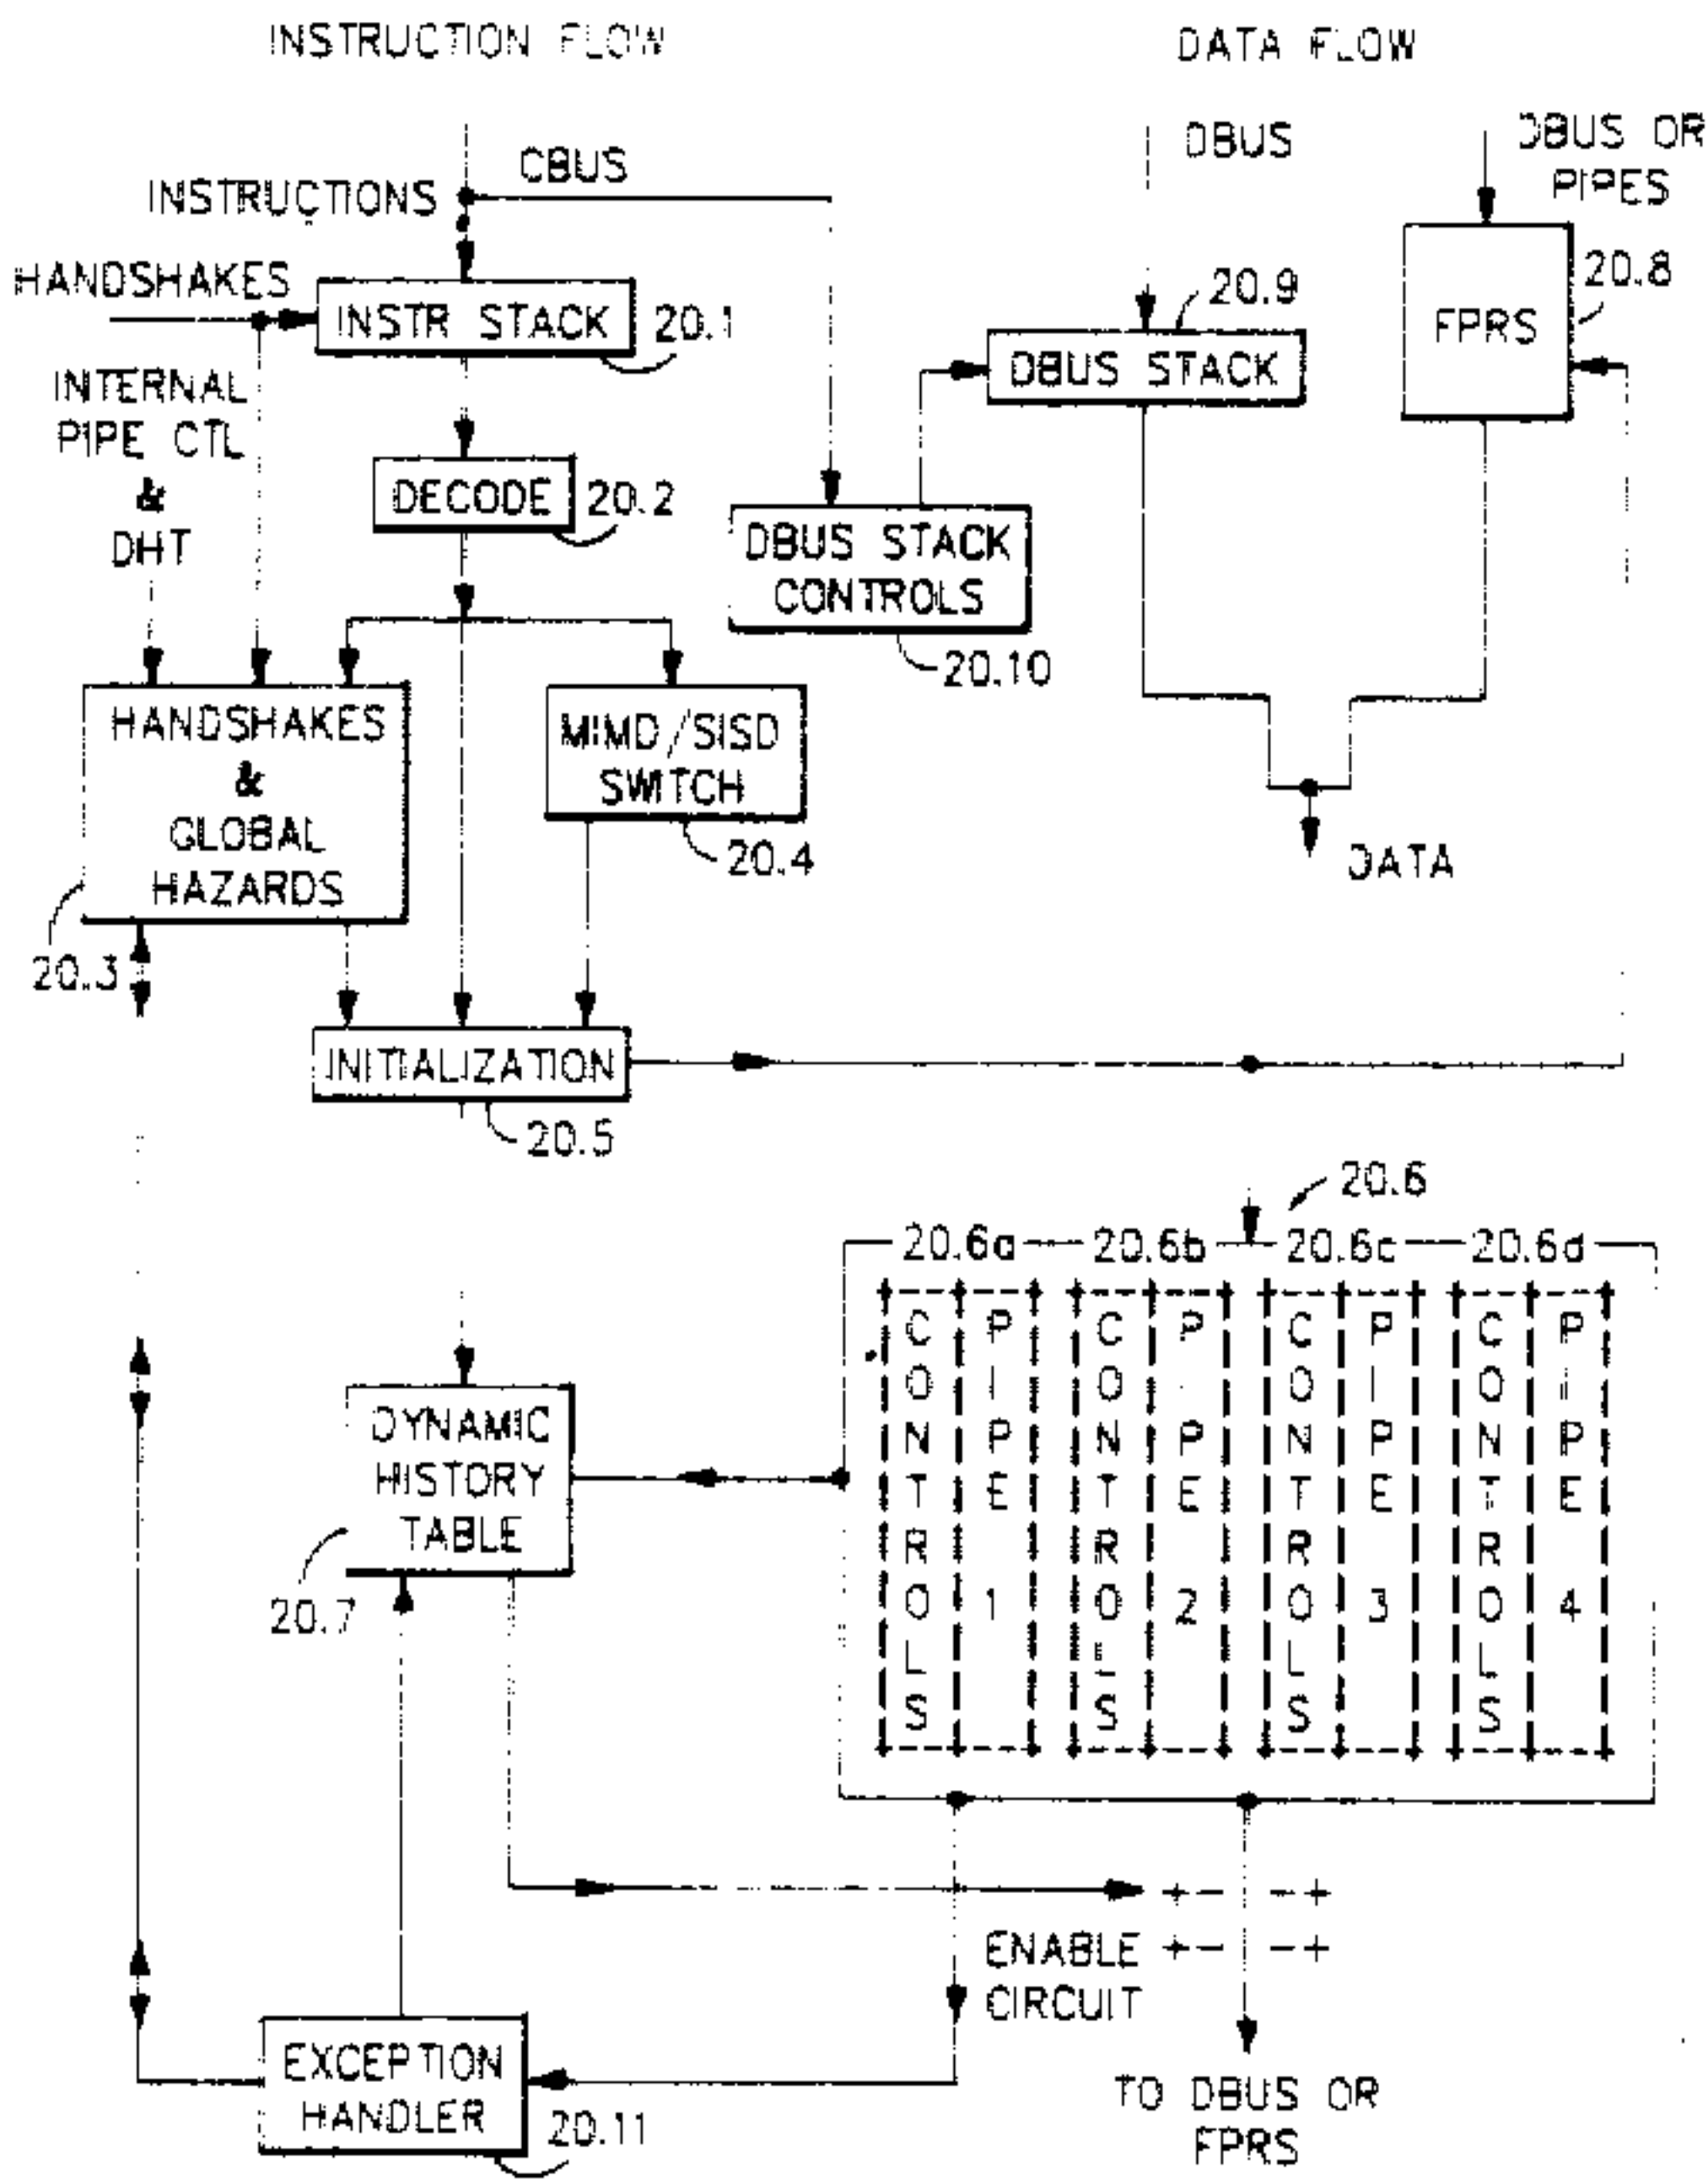 INSTRUCTION FLOW
DATA FLOW
CBUS
INSTRUCTIONS
DBUS
DBUS OR
PIPES
HANDSHAKES
INSTR STACK
20.1
20.9
DBUS STACK
FPRS
20.8
INTERNAL
PIPE CTL
&
DHT
DECODE
20.2
DBUS STACK
CONTROLS
20.10
HANDSHAKES
&
GLOBAL
HAZARDS
20.3
MIMD/SISD
SWITCH
20.4
DATA
INITIALIZATION
20.5
20.6
20.6a
20.6b
20.6c
20.6d
CONTROLS
PIPE 1
CONTROLS
PIPE 2
CONTROLS
PIPE 3
CONTROLS
PIPE 4
DYNAMIC
HISTORY
TABLE
20.7
ENABLE
CIRCUIT
EXCEPTION
HANDLER
20.11
TO DBUS OR
FPRS